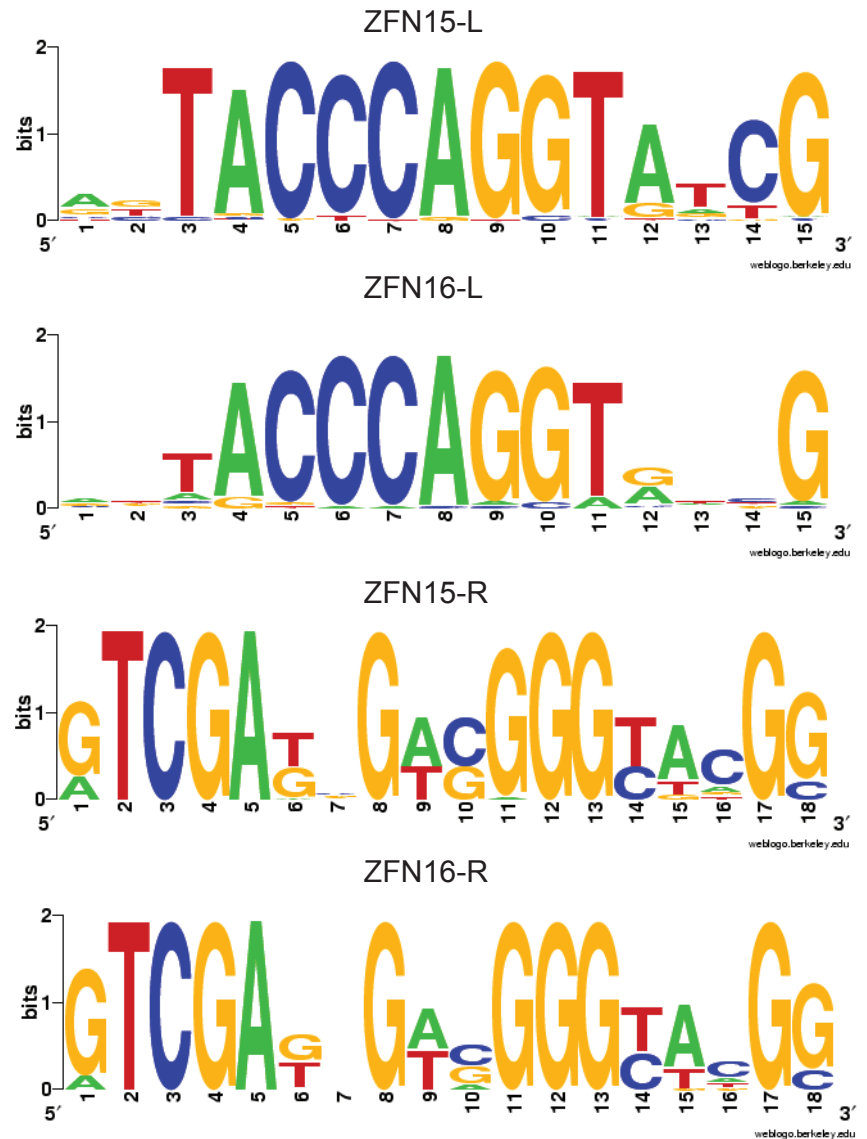 ZFN15-L
2
bits
1
0
A G T A C C C A G G T A T C G
G T G A T
5′ 1 2 3 4 5 6 7 8 9 10 11 12 13 14 15 3′
weblogo.berkeley.edu
ZFN16-L
2
bits
1
0
T A C C C A G G T G G
A G A A
5′ 1 2 3 4 5 6 7 8 9 10 11 12 13 14 15 3′
weblogo.berkeley.edu
ZFN15-R
2
bits
1
0
G T C G A T G A C G G G T A C G G
A G T G C T A C
5′ 1 2 3 4 5 6 7 8 9 10 11 12 13 14 15 16 17 18 3′
weblogo.berkeley.edu
ZFN16-R
2
bits
1
0
G T C G A G G A C G G G T A C G G
A T T G C T A C
5′ 1 2 3 4 5 6 7 8 9 10 11 12 13 14 15 16 17 18 3′
weblogo.berkeley.edu